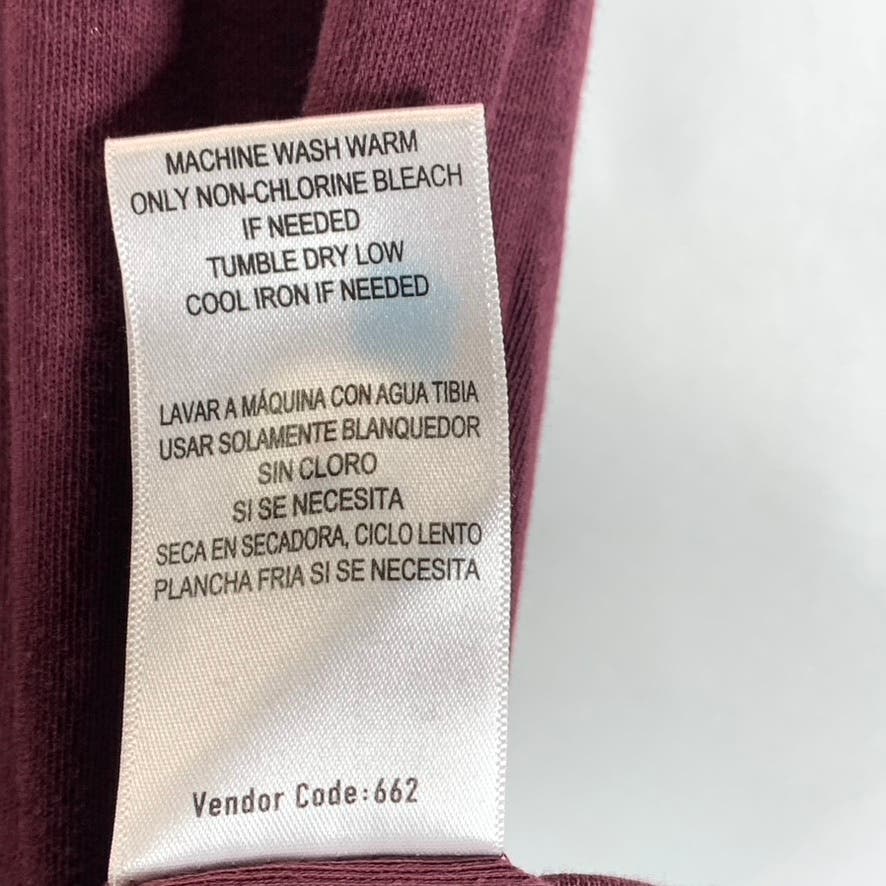 MACHINE WASH WARM
ONLY NON-CHLORINE BLEACH
IF NEEDED
TUMBLE DRY LOW
COOL IRON IF NEEDED
LAVAR A MÁQUINA CON AGUA TIBIA
USAR SOLAMENTE BLANQUEDOR
SIN CLORO
SI SE NECESITA
SECA EN SECADORA, CICLO LENTO
PLANCHA FRIA SI SE NECESITA
Vendor Code:662